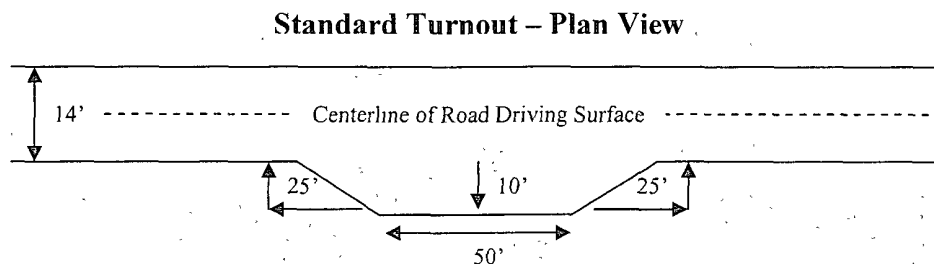 Standard Turnout – Plan View
14'
Centerline of Road Driving Surface
25'
10'
25'
50'